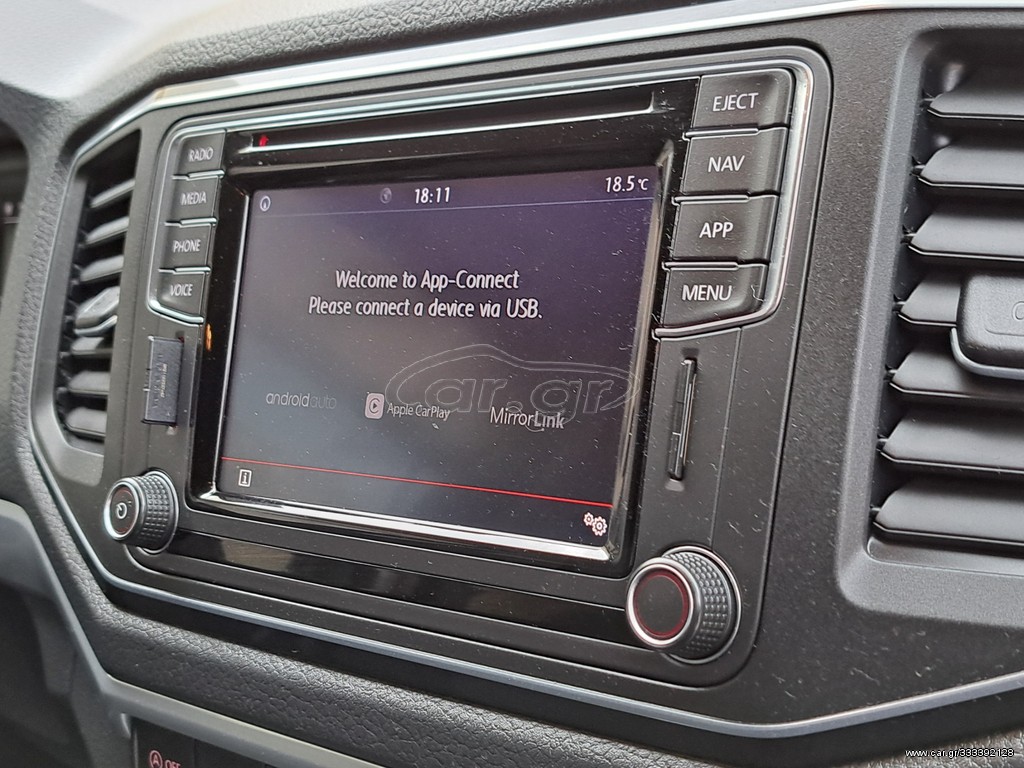 EJECT
RADIO
NAV
MEDIA
APP
PHONE
MENU
VOICE
18:11
18.5°C
Welcome to App-Connect
Please connect a device via USB.
androidauto
Apple CarPlay
MirrorLink
car.gr
i
A OFF
www.car.gr/333392128